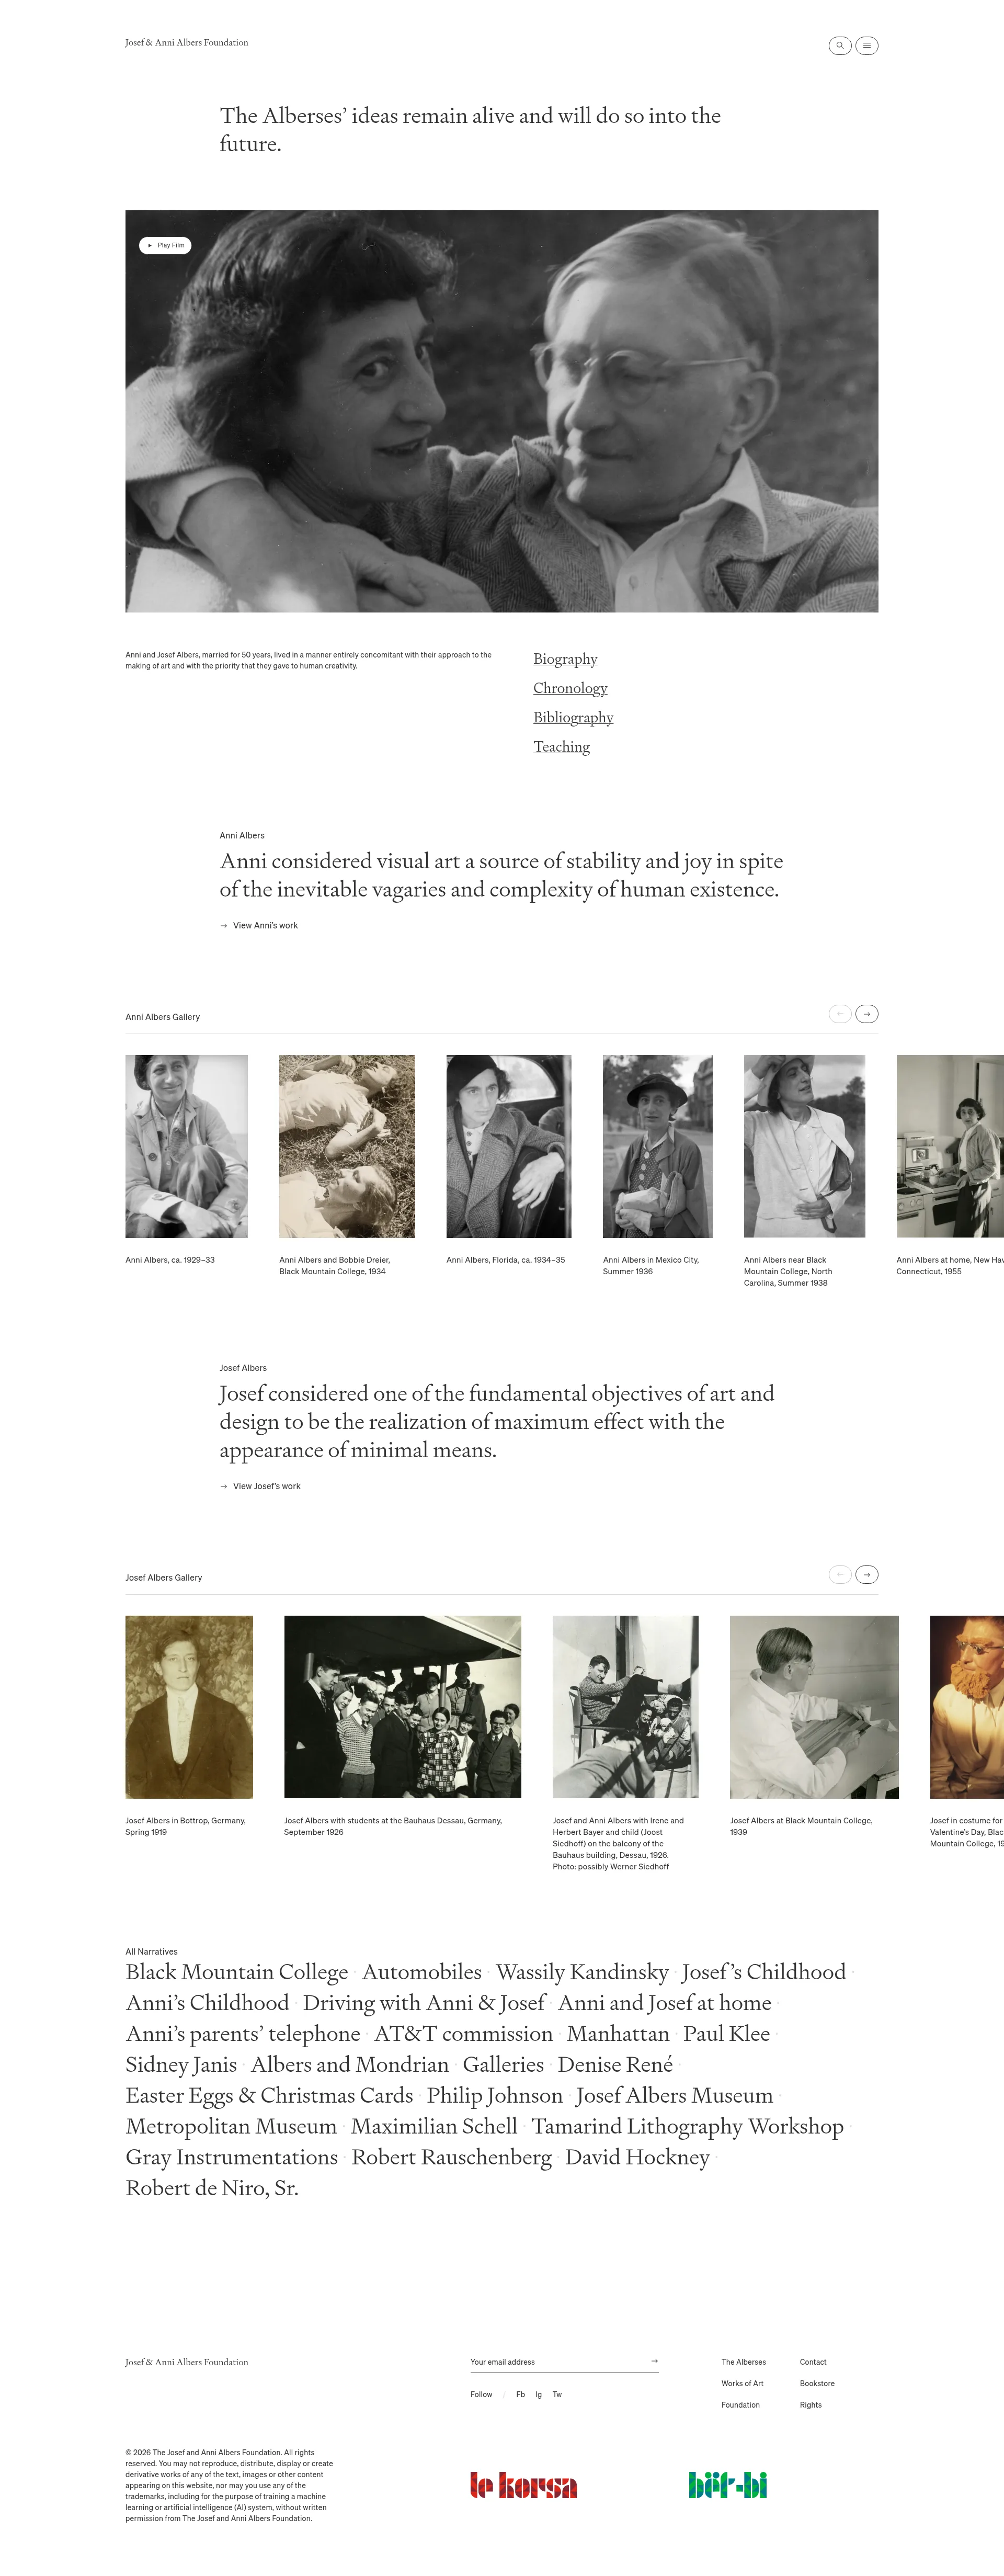 Josef & Anni Albers Foundation
The Alberses’ ideas remain alive and will do so into the
future.
Play Film
Anni and Josef Albers, married for 50 years, lived in a manner entirely concomitant with their approach to the
making of art and with the priority that they gave to human creativity.
Biography
Chronology
Bibliography
Teaching
Anni Albers
Anni considered visual art a source of stability and joy in spite
of the inevitable vagaries and complexity of human existence.
→ View Anni’s work
Anni Albers Gallery
← →
Anni Albers, ca. 1929–33
Anni Albers and Bobbie Dreier,
Black Mountain College, 1934
Anni Albers, Florida, ca. 1934–35
Anni Albers in Mexico City,
Summer 1936
Anni Albers near Black
Mountain College, North
Carolina, Summer 1938
Anni Albers at home, New Hav
Connecticut, 1955
Josef Albers
Josef considered one of the fundamental objectives of art and
design to be the realization of maximum effect with the
appearance of minimal means.
→ View Josef’s work
Josef Albers Gallery
← →
Josef Albers in Bottrop, Germany,
Spring 1919
Josef Albers with students at the Bauhaus Dessau, Germany,
September 1926
Josef and Anni Albers with Irene and
Herbert Bayer and child (Joost
Siedhoff) on the balcony of the
Bauhaus building, Dessau, 1926.
Photo: possibly Werner Siedhoff
Josef Albers at Black Mountain College,
1939
Josef in costume for
Valentine’s Day, Blac
Mountain College, 19
All Narratives
Black Mountain College · Automobiles · Wassily Kandinsky · Josef’s Childhood ·
Anni’s Childhood · Driving with Anni & Josef · Anni and Josef at home ·
Anni’s parents’ telephone · AT&T commission · Manhattan · Paul Klee ·
Sidney Janis · Albers and Mondrian · Galleries · Denise René ·
Easter Eggs & Christmas Cards · Philip Johnson · Josef Albers Museum ·
Metropolitan Museum · Maximilian Schell · Tamarind Lithography Workshop ·
Gray Instrumentations · Robert Rauschenberg · David Hockney ·
Robert de Niro, Sr.
Josef & Anni Albers Foundation
Your email address →
Follow / Fb Ig Tw
The Alberses
Works of Art
Foundation
Contact
Bookstore
Rights
© 2026 The Josef and Anni Albers Foundation. All rights
reserved. You may not reproduce, distribute, display or create
derivative works of any of the text, images or other content
appearing on this website, nor may you use any of the
trademarks, including for the purpose of training a machine
learning or artificial intelligence (AI) system, without written
permission from The Josef and Anni Albers Foundation.
le korsa
bët-bi